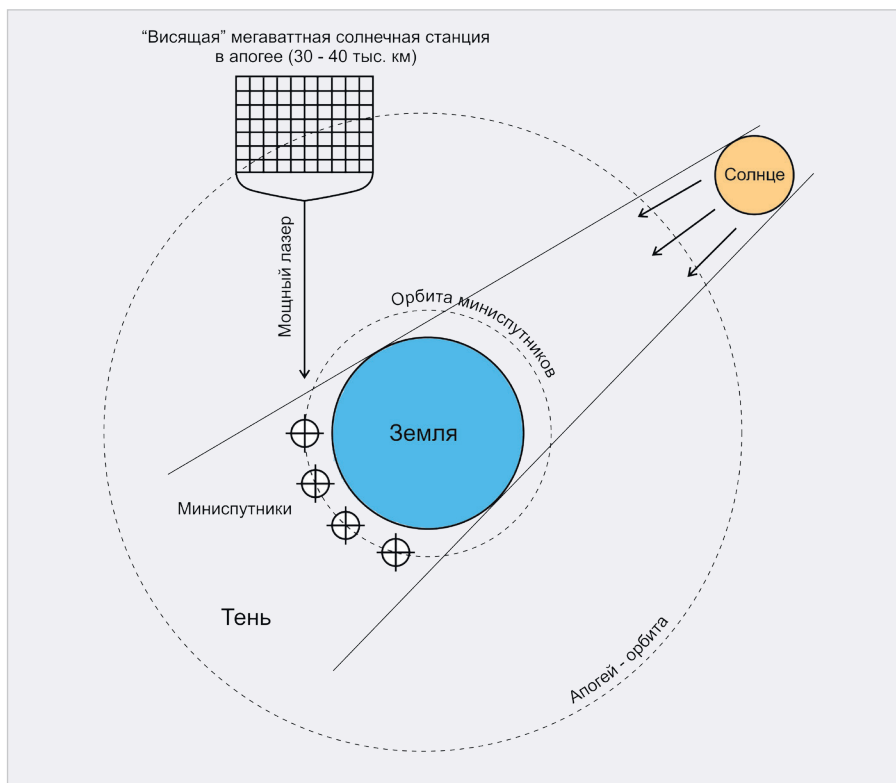 “Висящая” мегаваттная солнечная станция
в апогее (30 - 40 тыс. км)
Солнце
Мощный лазер
Орбита миниспутников
Земля
Миниспутники
Тень
Апогей - орбита